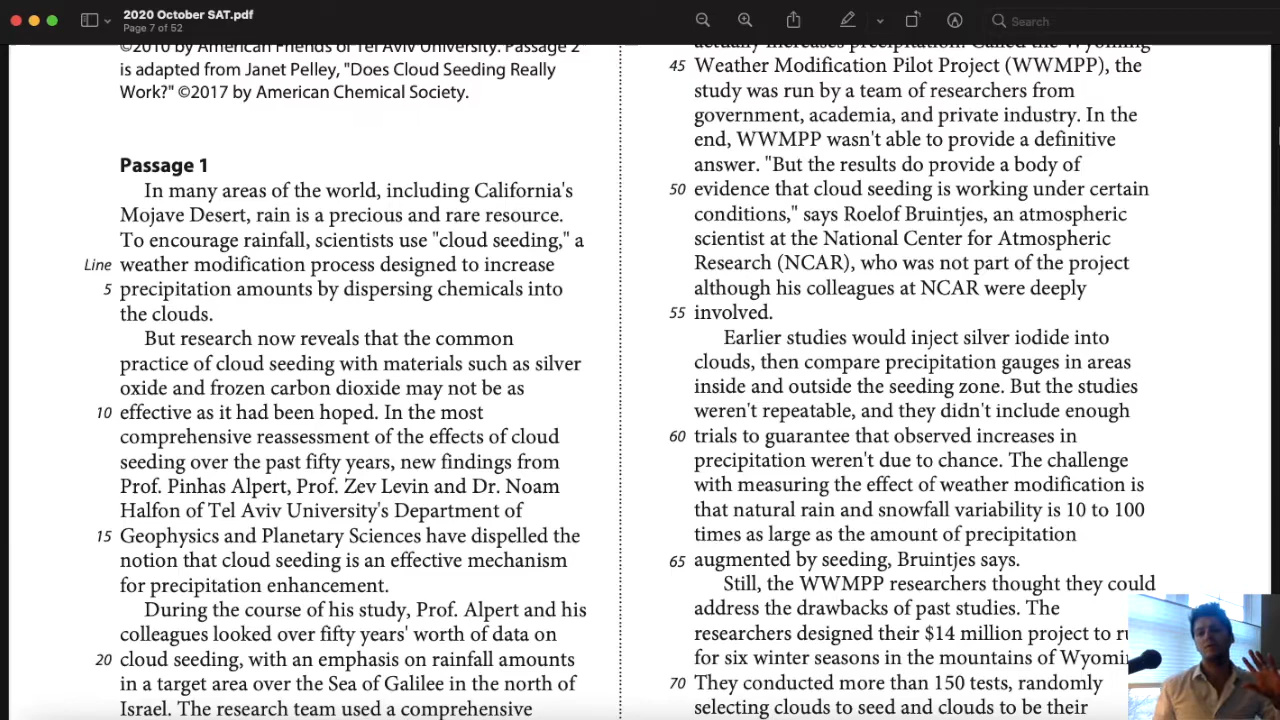 2020 October SAT.pdf
Page 7 of 52
Search
©2010 by American Friends of Tel Aviv University. Passage 2
is adapted from Janet Pelley, "Does Cloud Seeding Really
Work?" ©2017 by American Chemical Society.
Passage 1
In many areas of the world, including California's
Mojave Desert, rain is a precious and rare resource.
To encourage rainfall, scientists use "cloud seeding," a
Line weather modification process designed to increase
5 precipitation amounts by dispersing chemicals into
the clouds.
But research now reveals that the common
practice of cloud seeding with materials such as silver
oxide and frozen carbon dioxide may not be as
10 effective as it had been hoped. In the most
comprehensive reassessment of the effects of cloud
seeding over the past fifty years, new findings from
Prof. Pinhas Alpert, Prof. Zev Levin and Dr. Noam
Halfon of Tel Aviv University's Department of
15 Geophysics and Planetary Sciences have dispelled the
notion that cloud seeding is an effective mechanism
for precipitation enhancement.
During the course of his study, Prof. Alpert and his
colleagues looked over fifty years' worth of data on
20 cloud seeding, with an emphasis on rainfall amounts
in a target area over the Sea of Galilee in the north of
Israel. The research team used a comprehensive
actually increases precipitation. Called the Wyoming
45 Weather Modification Pilot Project (WWMPP), the
study was run by a team of researchers from
government, academia, and private industry. In the
end, WWMPP wasn't able to provide a definitive
answer. "But the results do provide a body of
50 evidence that cloud seeding is working under certain
conditions," says Roelof Bruintjes, an atmospheric
scientist at the National Center for Atmospheric
Research (NCAR), who was not part of the project
although his colleagues at NCAR were deeply
55 involved.
Earlier studies would inject silver iodide into
clouds, then compare precipitation gauges in areas
inside and outside the seeding zone. But the studies
weren't repeatable, and they didn't include enough
60 trials to guarantee that observed increases in
precipitation weren't due to chance. The challenge
with measuring the effect of weather modification is
that natural rain and snowfall variability is 10 to 100
times as large as the amount of precipitation
65 augmented by seeding, Bruintjes says.
Still, the WWMPP researchers thought they could
address the drawbacks of past studies. The
researchers designed their $14 million project to
for six winter seasons in the mountains of
70 They conducted more than 150 tests, randomly
selecting clouds to seed and clouds to be their